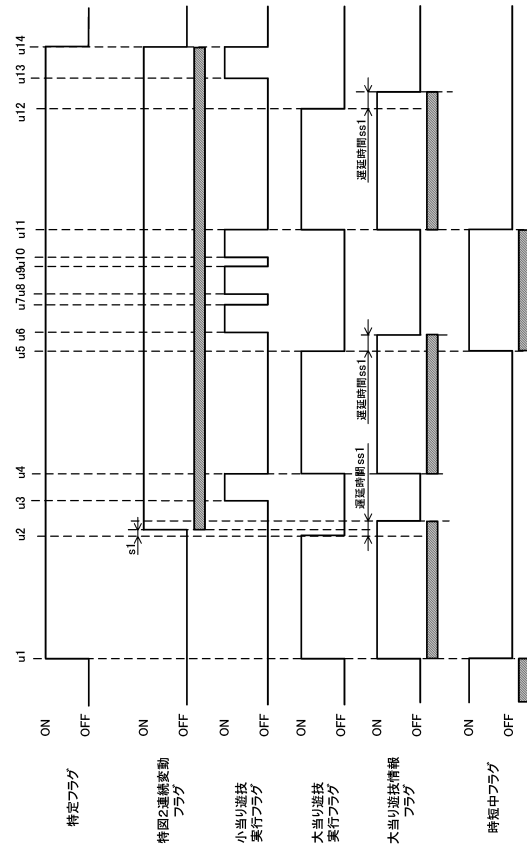 特定フラグ
ON
OFF
特図2連続変動
フラグ
ON
OFF
小当り遊技
実行フラグ
ON
OFF
大当り遊技
実行フラグ
ON
OFF
大当り遊技情報
フラグ
ON
OFF
時短中フラグ
ON
OFF
u1
u2
u3
u4
u5
u6
u7
u8
u9
u10
u11
u12
u13
u14
s1
遅延時間ss1
遅延時間ss1
遅延時間ss1